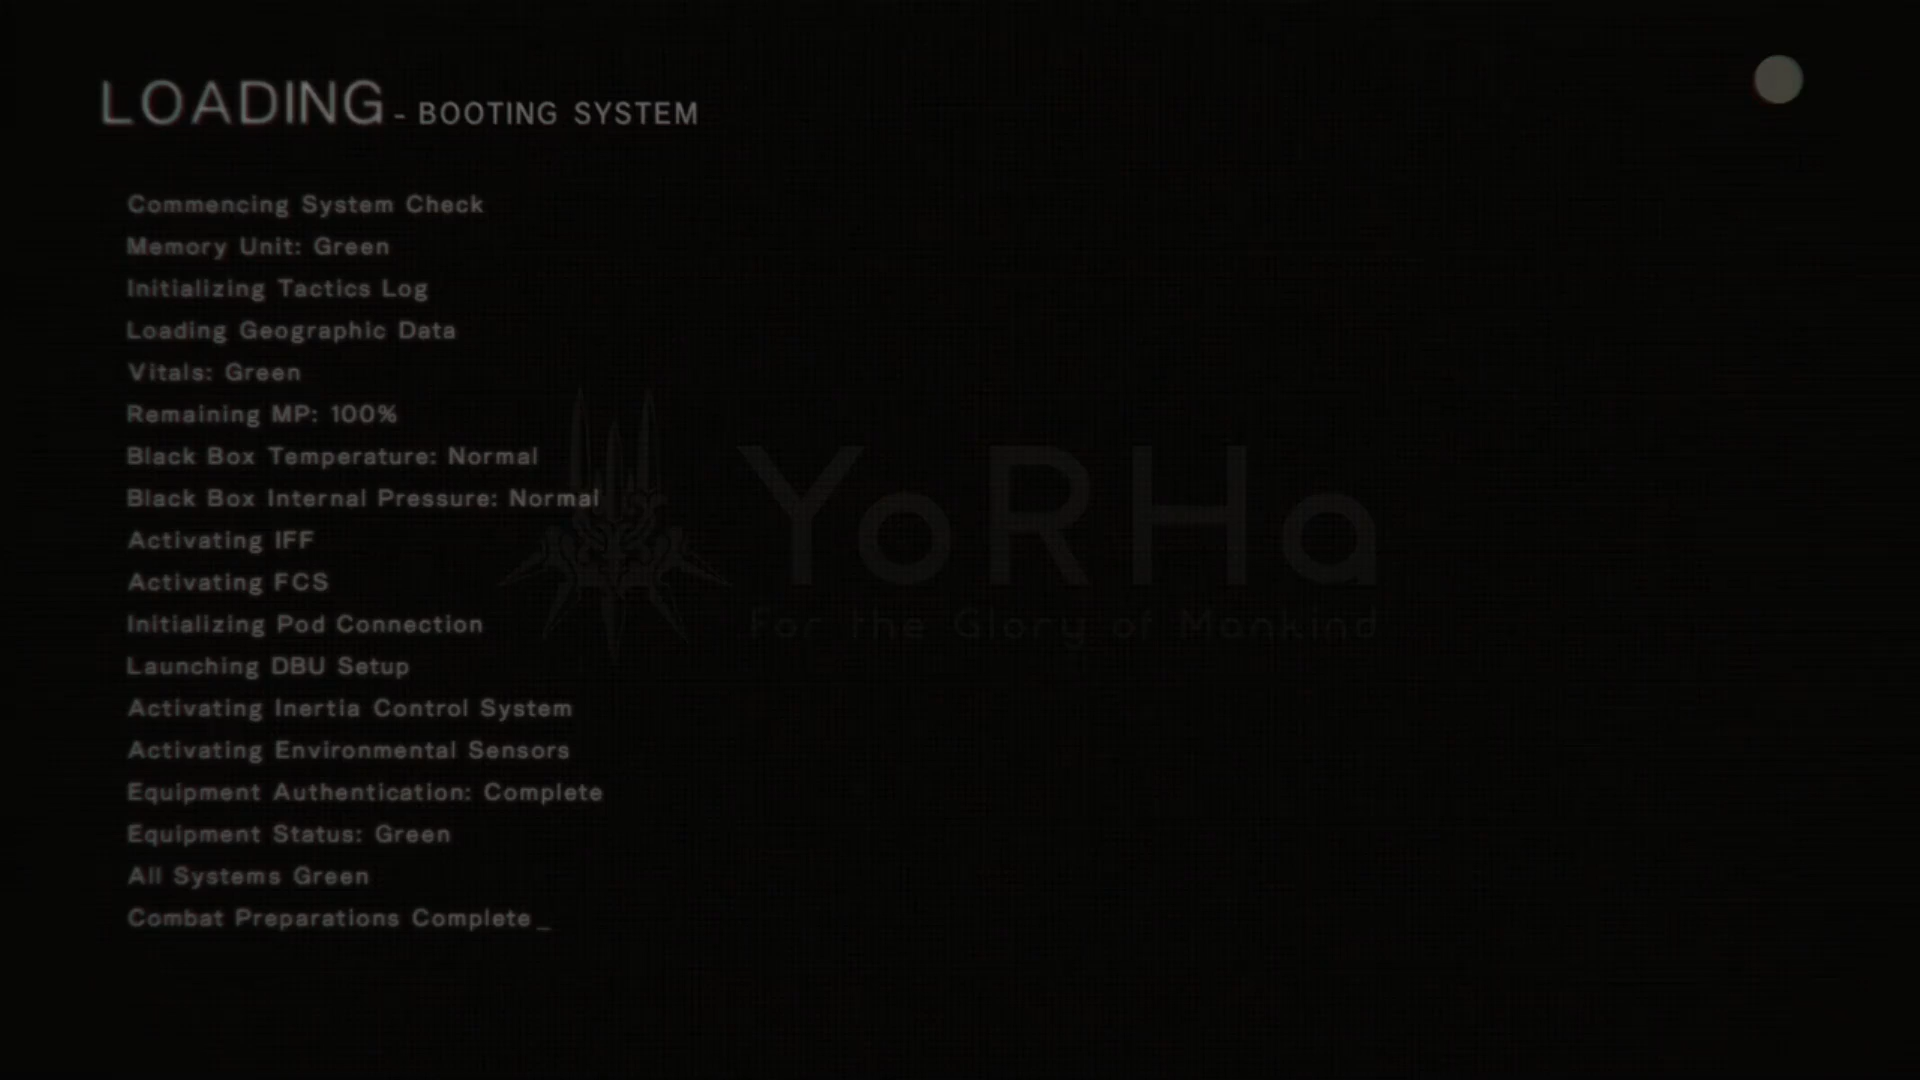 LOADING - BOOTING SYSTEM
Commencing System Check
Memory Unit: Green
Initializing Tactics Log
Loading Geographic Data
Vitals: Green
Remaining MP: 100%
Black Box Temperature: Normal
Black Box Internal Pressure: Normal
Activating IFF
Activating FCS
Initializing Pod Connection
Launching DBU Setup
Activating Inertia Control System
Activating Environmental Sensors
Equipment Authentication: Complete
Equipment Status: Green
All Systems Green
Combat Preparations Complete_
YoRHa
For the Glory of Mankind